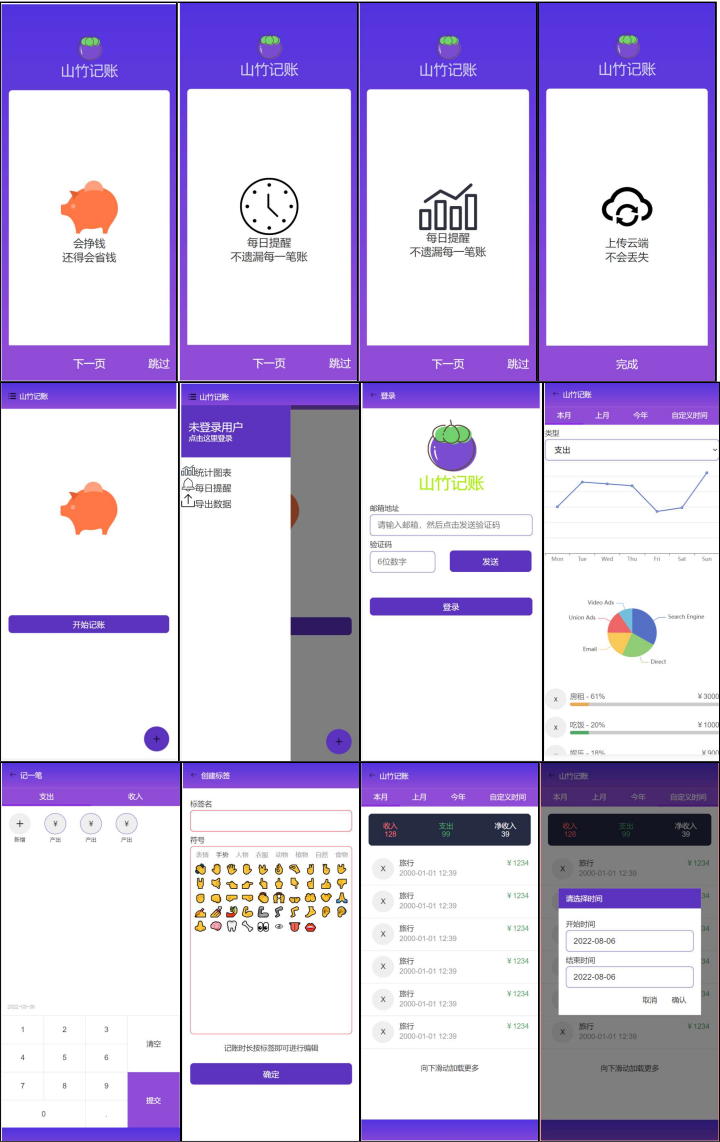 山竹记账
会挣钱
还得会省钱
下一页
跳过
山竹记账
每日提醒
不遗漏每一笔账
下一页
跳过
山竹记账
每日提醒
不遗漏每一笔账
下一页
跳过
山竹记账
上传云端
不会丢失
完成
山竹记账
开始记账
+
山竹记账
未登录用户
点击这里登录
统计图表
每日提醒
导出数据
+
登录
山竹记账
邮箱地址
请输入邮箱，然后点击发送验证码
验证码
6位数字
发送
登录
山竹记账
本月 上月 今年 自定义时间
类型
支出
Mon Tue Wed Thu Fri Sat Sun
Video Ads
Union Ads
Search Engine
Email
Direct
x 房租 - 61% ￥3000
x 吃饭 - 20% ￥1000
娱乐 - 18% ￥900
记一笔
支出 收入
+ ¥ ¥ ¥
新增 产出 产出 产出
2022-08-06
1 2 3
清空
4 5 6
7 8 9
提交
0 .
创建标签
标签名
符号
表情 手势 人物 衣服 动物 植物 自然 食物
记账时长按标签即可进行编辑
确定
山竹记账
本月 上月 今年 自定义时间
收入 支出 净收入
128 99 39
X 旅行 ￥1234
2000-01-01 12:39
X 旅行 ￥1234
2000-01-01 12:39
X 旅行 ￥1234
2000-01-01 12:39
X 旅行 ￥1234
2000-01-01 12:39
X 旅行 ￥1234
2000-01-01 12:39
X 旅行 ￥1234
2000-01-01 12:39
向下滑动加载更多
山竹记账
本月 上月 今年 自定义时间
收入 支出 净收入
128 99 39
X 旅行 ￥1234
2000-01-01 12:39
34
请选择时间
开始时间
2022-08-06
34
结束时间
2022-08-06
34
取消 确认
34
X 旅行 ￥1234
2000-01-01 12:39
向下滑动加载更多